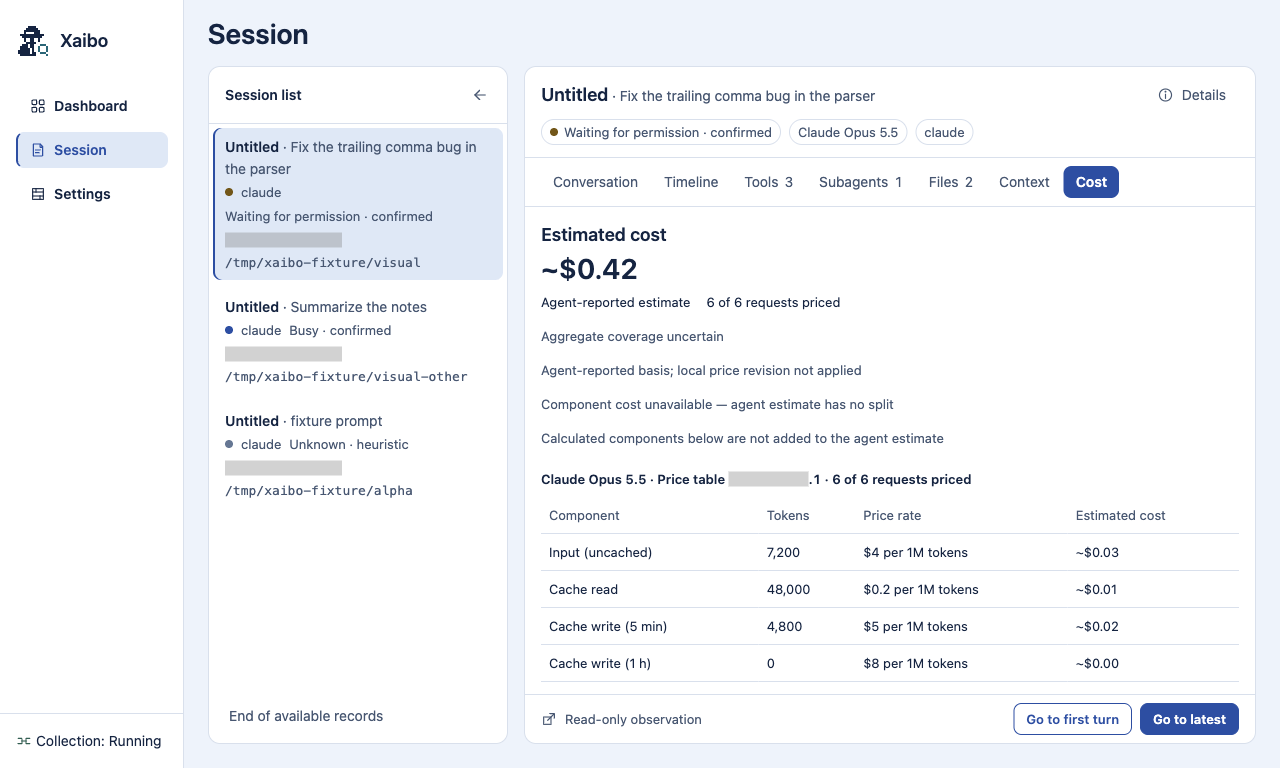 Xaibo
Dashboard
Session
Settings
Collection: Running
Session
Session list
Untitled · Fix the trailing comma bug in
the parser
claude
Waiting for permission · confirmed
/tmp/xaibo-fixture/visual
Untitled · Summarize the notes
claude Busy · confirmed
/tmp/xaibo-fixture/visual-other
Untitled · fixture prompt
claude Unknown · heuristic
/tmp/xaibo-fixture/alpha
End of available records
Untitled · Fix the trailing comma bug in the parser
Details
Waiting for permission · confirmed Claude Opus 5.5 claude
Conversation Timeline Tools 3 Subagents 1 Files 2 Context Cost
Estimated cost
~$0.42
Agent-reported estimate 6 of 6 requests priced
Aggregate coverage uncertain
Agent-reported basis; local price revision not applied
Component cost unavailable — agent estimate has no split
Calculated components below are not added to the agent estimate
Claude Opus 5.5 · Price table .1 · 6 of 6 requests priced
Component Tokens Price rate Estimated cost
Input (uncached) 7,200 $4 per 1M tokens ~$0.03
Cache read 48,000 $0.2 per 1M tokens ~$0.01
Cache write (5 min) 4,800 $5 per 1M tokens ~$0.02
Cache write (1 h) 0 $8 per 1M tokens ~$0.00
Read-only observation
Go to first turn
Go to latest